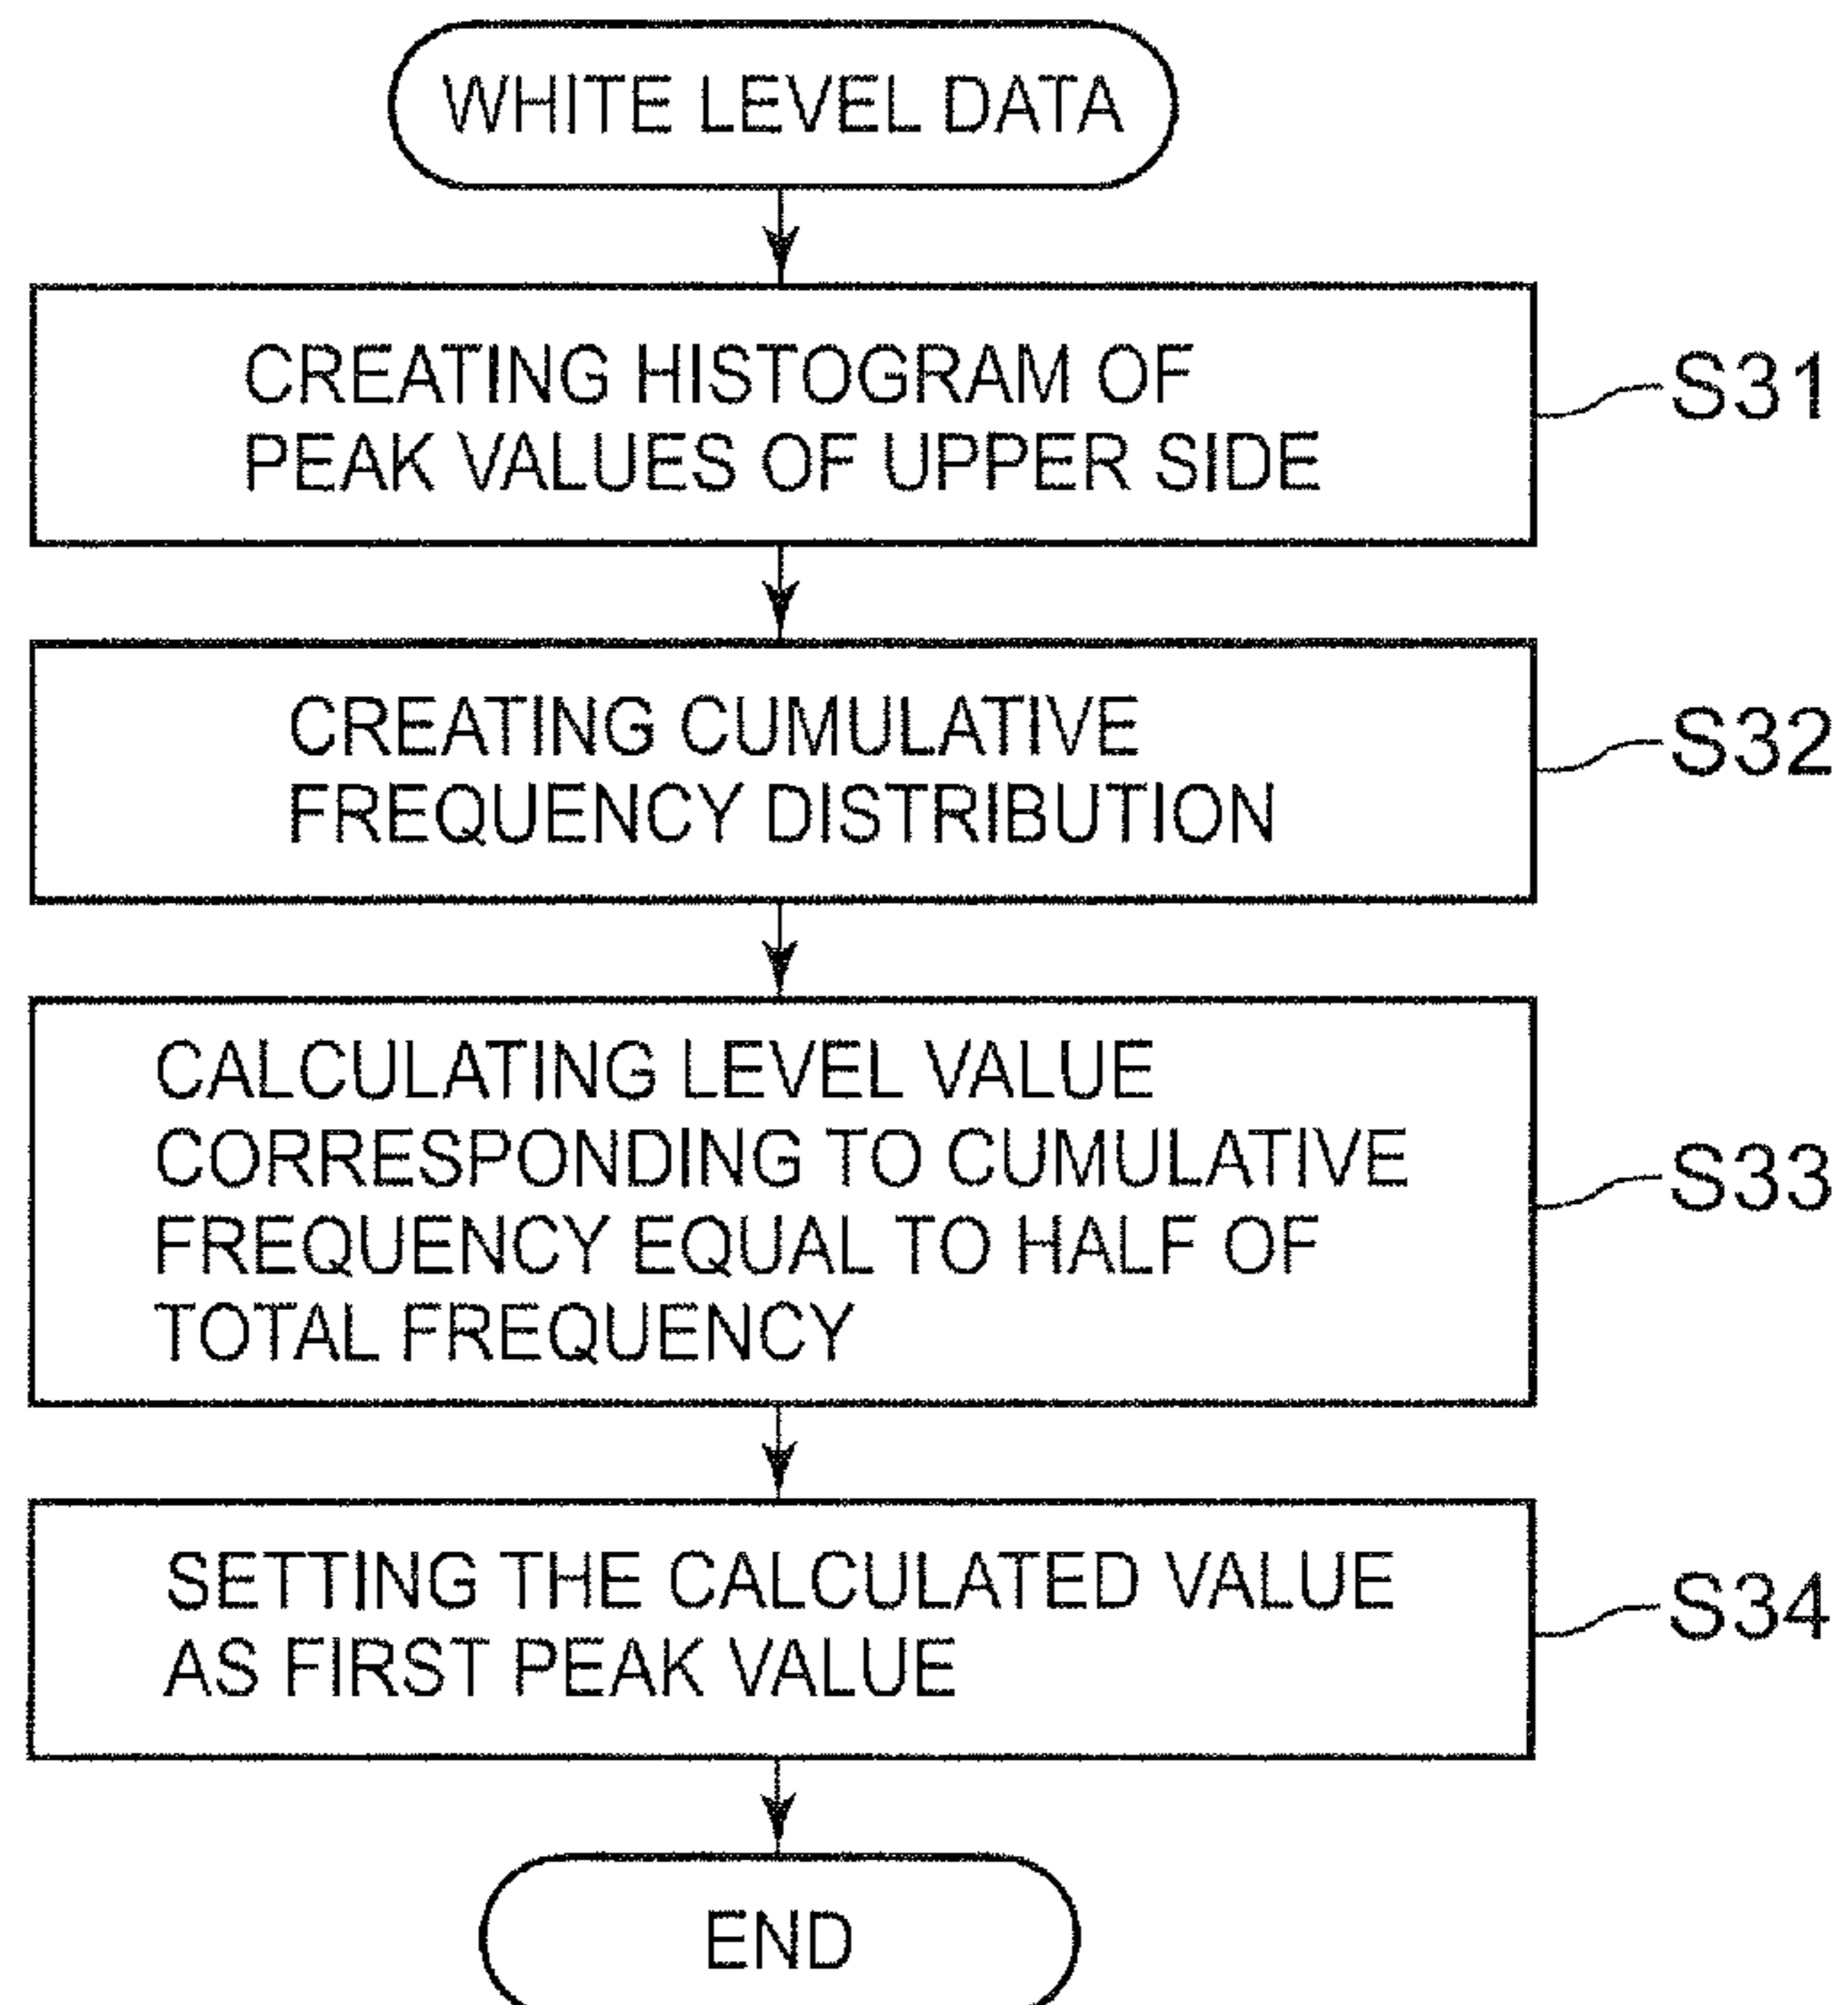 WHITE LEVEL DATA
CREATING HISTOGRAM OF
PEAK VALUES OF UPPER SIDE
S31
CREATING CUMULATIVE
FREQUENCY DISTRIBUTION
S32
CALCULATING LEVEL VALUE
CORRESPONDING TO CUMULATIVE
FREQUENCY EQUAL TO HALF OF
TOTAL FREQUENCY
S33
SETTING THE CALCULATED VALUE
AS FIRST PEAK VALUE
S34
END